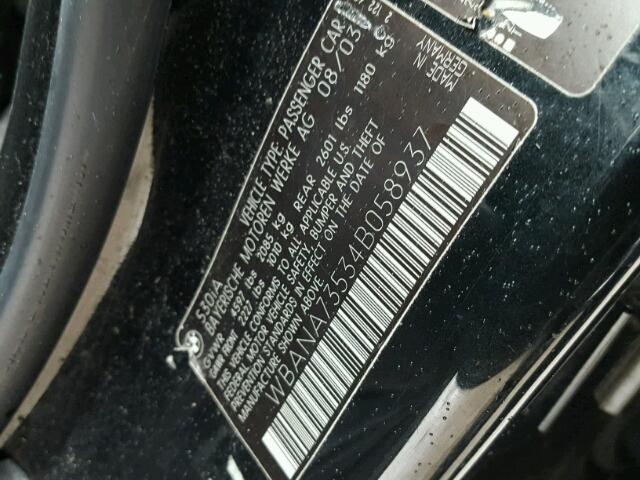 VEHICLE TYPE PASSENGER CAR
BAYERISCHE MOTOREN WERKE AG 08/03
GVWR 4597 lbs 2085 kg
GAWR FRONT 2227 lbs 1010 KG REAR 2601 lbs 1180 KG
THIS VEHICLE CONFORMS TO ALL APPLICABLE U.S.
FEDERAL MOTOR VEHICLE SAFETY BUMPER AND THEFT
PREVENTION STANDARDS IN EFFECT ON THE DATE OF
MANUFACTURE SHOWN ABOVE
WBANA73534B058937
MADE IN
GERMANY